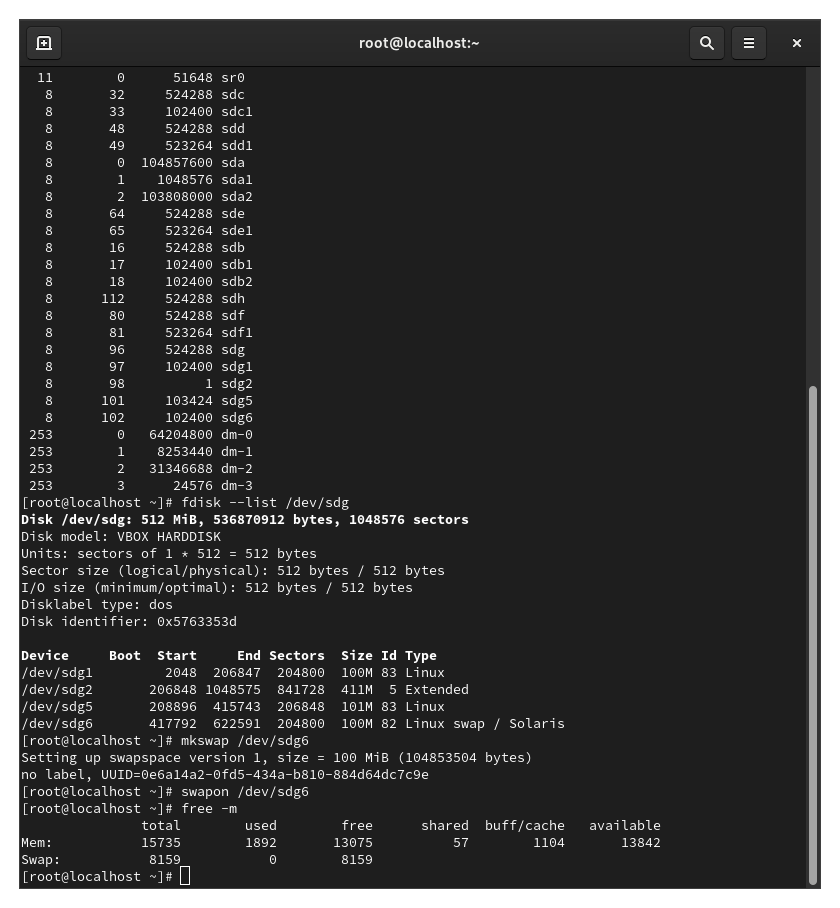 root@localhost:~
11 0 51648 sr0
8 32 524288 sdc
8 33 102400 sdc1
8 48 524288 sdd
8 49 523264 sdd1
8 0 104857600 sda
8 1 1048576 sda1
8 2 103808000 sda2
8 64 524288 sde
8 65 523264 sde1
8 16 524288 sdb
8 17 102400 sdb1
8 18 102400 sdb2
8 112 524288 sdh
8 80 524288 sdf
8 81 523264 sdf1
8 96 524288 sdg
8 97 102400 sdg1
8 98 1 sdg2
8 101 103424 sdg5
8 102 102400 sdg6
253 0 64204800 dm-0
253 1 8253440 dm-1
253 2 31346688 dm-2
253 3 24576 dm-3
[root@localhost ~]# fdisk --list /dev/sdg
Disk /dev/sdg: 512 MiB, 536870912 bytes, 1048576 sectors
Disk model: VBOX HARDDISK
Units: sectors of 1 * 512 = 512 bytes
Sector size (logical/physical): 512 bytes / 512 bytes
I/O size (minimum/optimal): 512 bytes / 512 bytes
Disklabel type: dos
Disk identifier: 0x5763353d
Device Boot Start End Sectors Size Id Type
/dev/sdg1 2048 206847 204800 100M 83 Linux
/dev/sdg2 206848 1048575 841728 411M 5 Extended
/dev/sdg5 208896 415743 206848 101M 83 Linux
/dev/sdg6 417792 622591 204800 100M 82 Linux swap / Solaris
[root@localhost ~]# mkswap /dev/sdg6
Setting up swapspace version 1, size = 100 MiB (104853504 bytes)
no label, UUID=0e6a14a2-0fd5-434a-b810-884d64dc7c9e
[root@localhost ~]# swapon /dev/sdg6
[root@localhost ~]# free -m
total used free shared buff/cache available
Mem: 15735 1892 13075 57 1104 13842
Swap: 8159 0 8159
[root@localhost ~]#